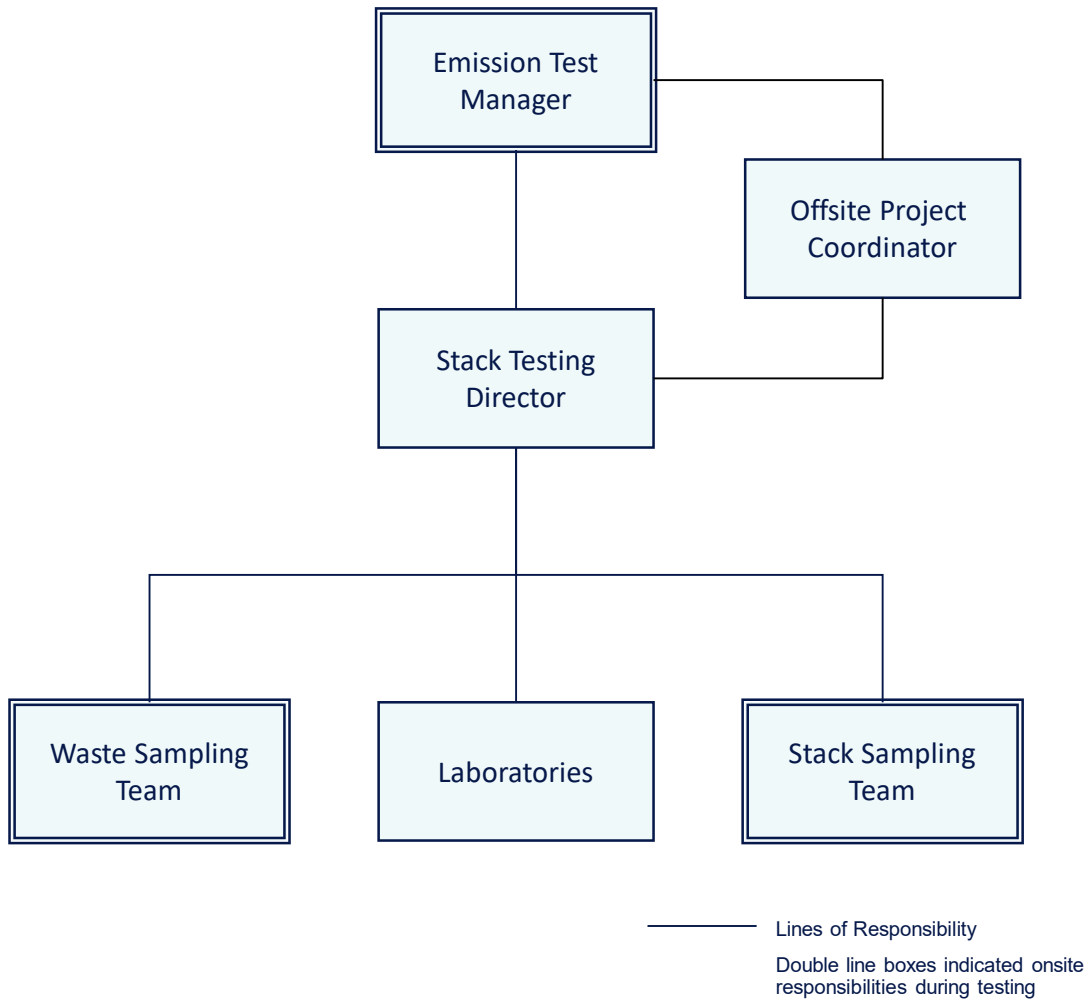 Emission Test
Manager
Offsite Project
Coordinator
Stack Testing
Director
Waste Sampling
Team
Laboratories
Stack Sampling
Team
Lines of Responsibility
Double line boxes indicated onsite
responsibilities during testing